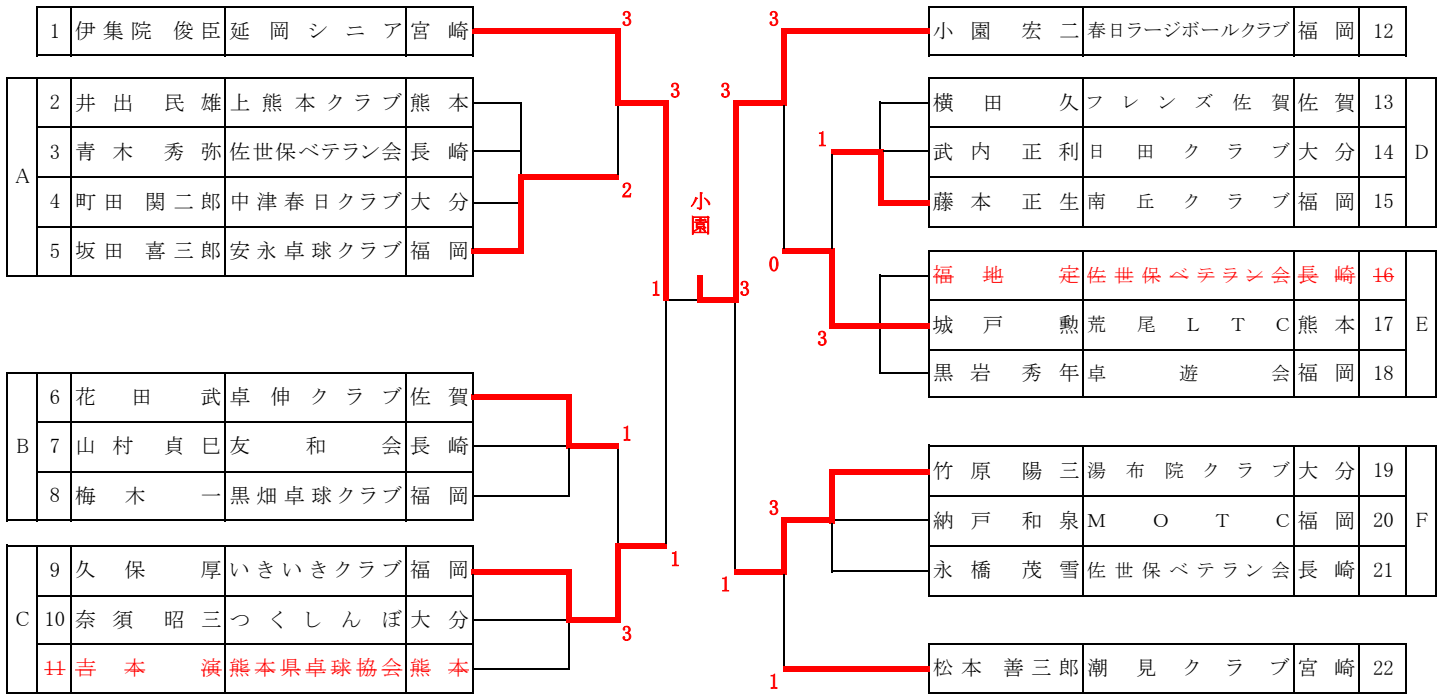 1 伊集院 俊臣 延岡シニア 宮崎
A
2 井出 民雄 上熊本クラブ 熊本
3 青木 秀弥 佐世保ベテラン会 長崎
4 町田 関二郎 中津春日クラブ 大分
5 坂田 喜三郎 安永卓球クラブ 福岡
B
6 花田 武 卓伸クラブ 佐賀
7 山村 貞巳 友和会 長崎
8 梅木 一 黒畑卓球クラブ 福岡
C
9 久保 厚 いきいきクラブ 福岡
10 奈須 昭三 つくしんぼ 大分
11 吉本 演 熊本県卓球協会 熊本
3
3
2
1
1
1
3
小園
3
3
3
1
0
3
3
1
1
小園 宏二 春日ラージボールクラブ 福岡 12
横田 久 フレンズ佐賀 佐賀 13
武内 正利 日田クラブ 大分 14
藤本 正生 南丘クラブ 福岡 15
D
福地 定 佐世保ベテラン会 長崎 16
城戸 勲 荒尾LTC 熊本 17
黒岩 秀年 卓遊会 福岡 18
E
竹原 陽三 湯布院クラブ 大分 19
納戸 和泉 MOTC 福岡 20
永橋 茂雪 佐世保ベテラン会 長崎 21
F
松本 善三郎 潮見クラブ 宮崎 22